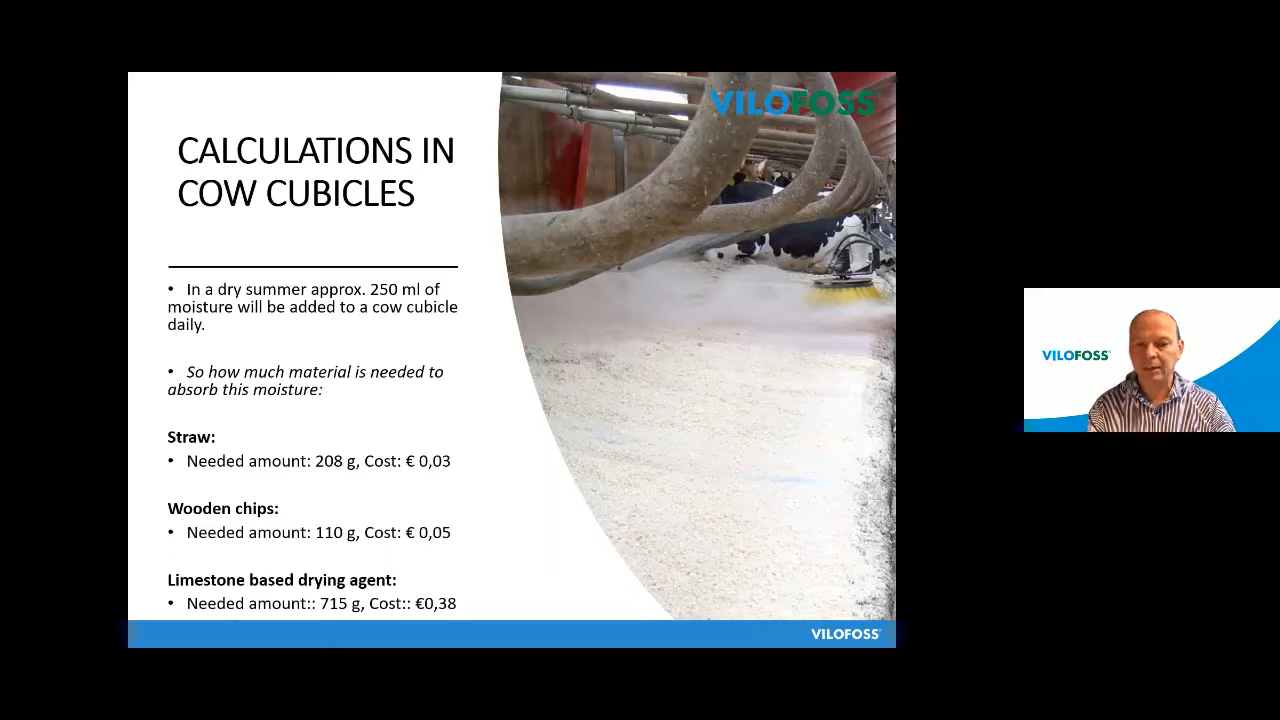 VILOFOSS
CALCULATIONS IN
COW CUBICLES
• In a dry summer approx. 250 ml of
moisture will be added to a cow cubicle
daily.
• So how much material is needed to
absorb this moisture:
Straw:
• Needed amount: 208 g, Cost: € 0,03
Wooden chips:
• Needed amount: 110 g, Cost: € 0,05
Limestone based drying agent:
• Needed amount:: 715 g, Cost:: €0,38
VILOFOSS®
VILOFOSS®